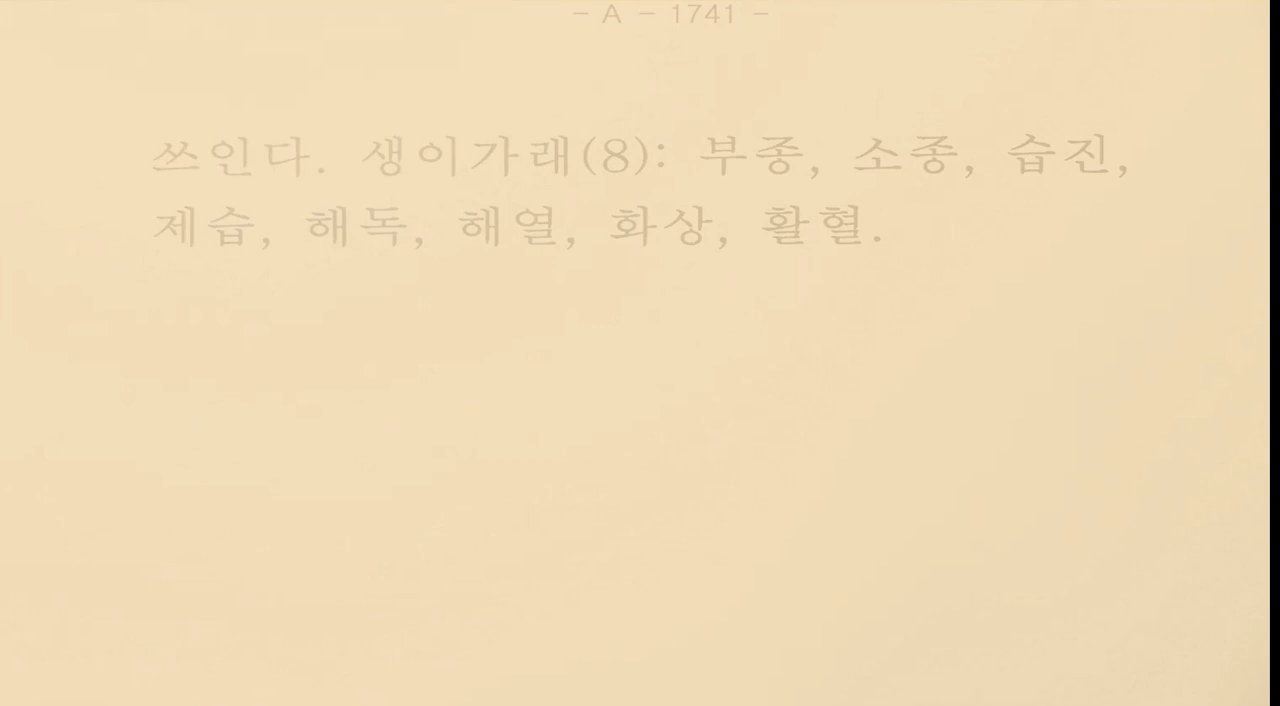 – A – 1741 –
쓰인다. 생이가래(8): 부종, 소종, 습진,
제습, 해독, 해열, 화상, 활혈.